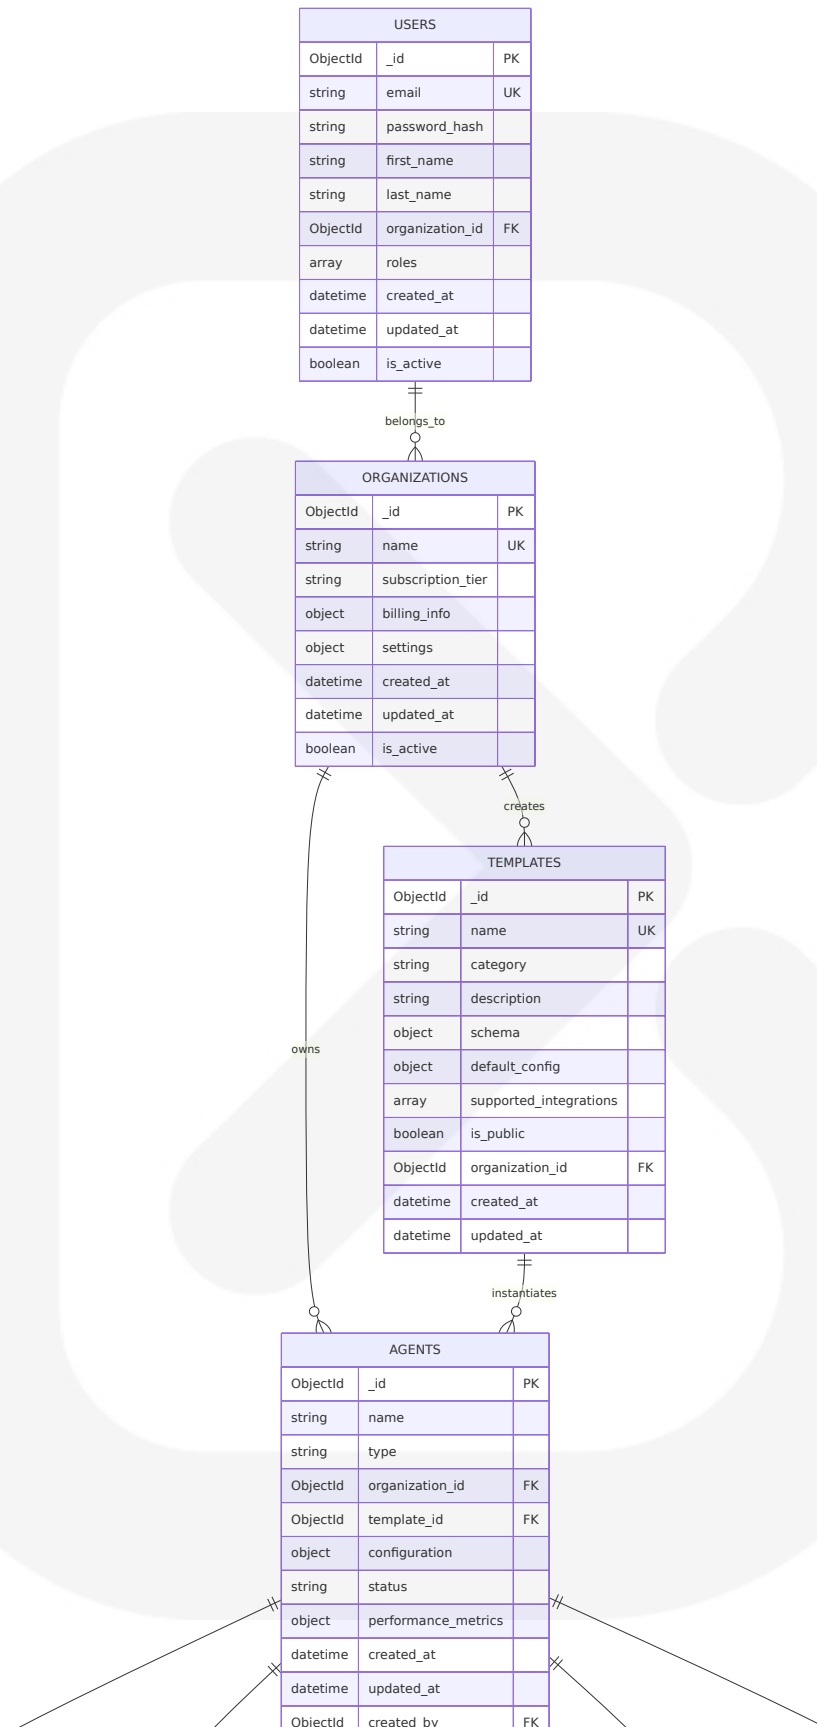 USERS
ObjectId _id PK
string email UK
string password_hash
string first_name
string last_name
ObjectId organization_id FK
array roles
datetime created_at
datetime updated_at
boolean is_active
belongs_to
ORGANIZATIONS
ObjectId _id PK
string name UK
string subscription_tier
object billing_info
object settings
datetime created_at
datetime updated_at
boolean is_active
creates
TEMPLATES
ObjectId _id PK
string name UK
string category
string description
object schema
owns
object default_config
array supported_integrations
boolean is_public
ObjectId organization_id FK
datetime created_at
datetime updated_at
instantiates
AGENTS
ObjectId _id PK
string name
string type
ObjectId organization_id FK
ObjectId template_id FK
object configuration
string status
object performance_metrics
datetime created_at
datetime updated_at
ObjectId created_by FK